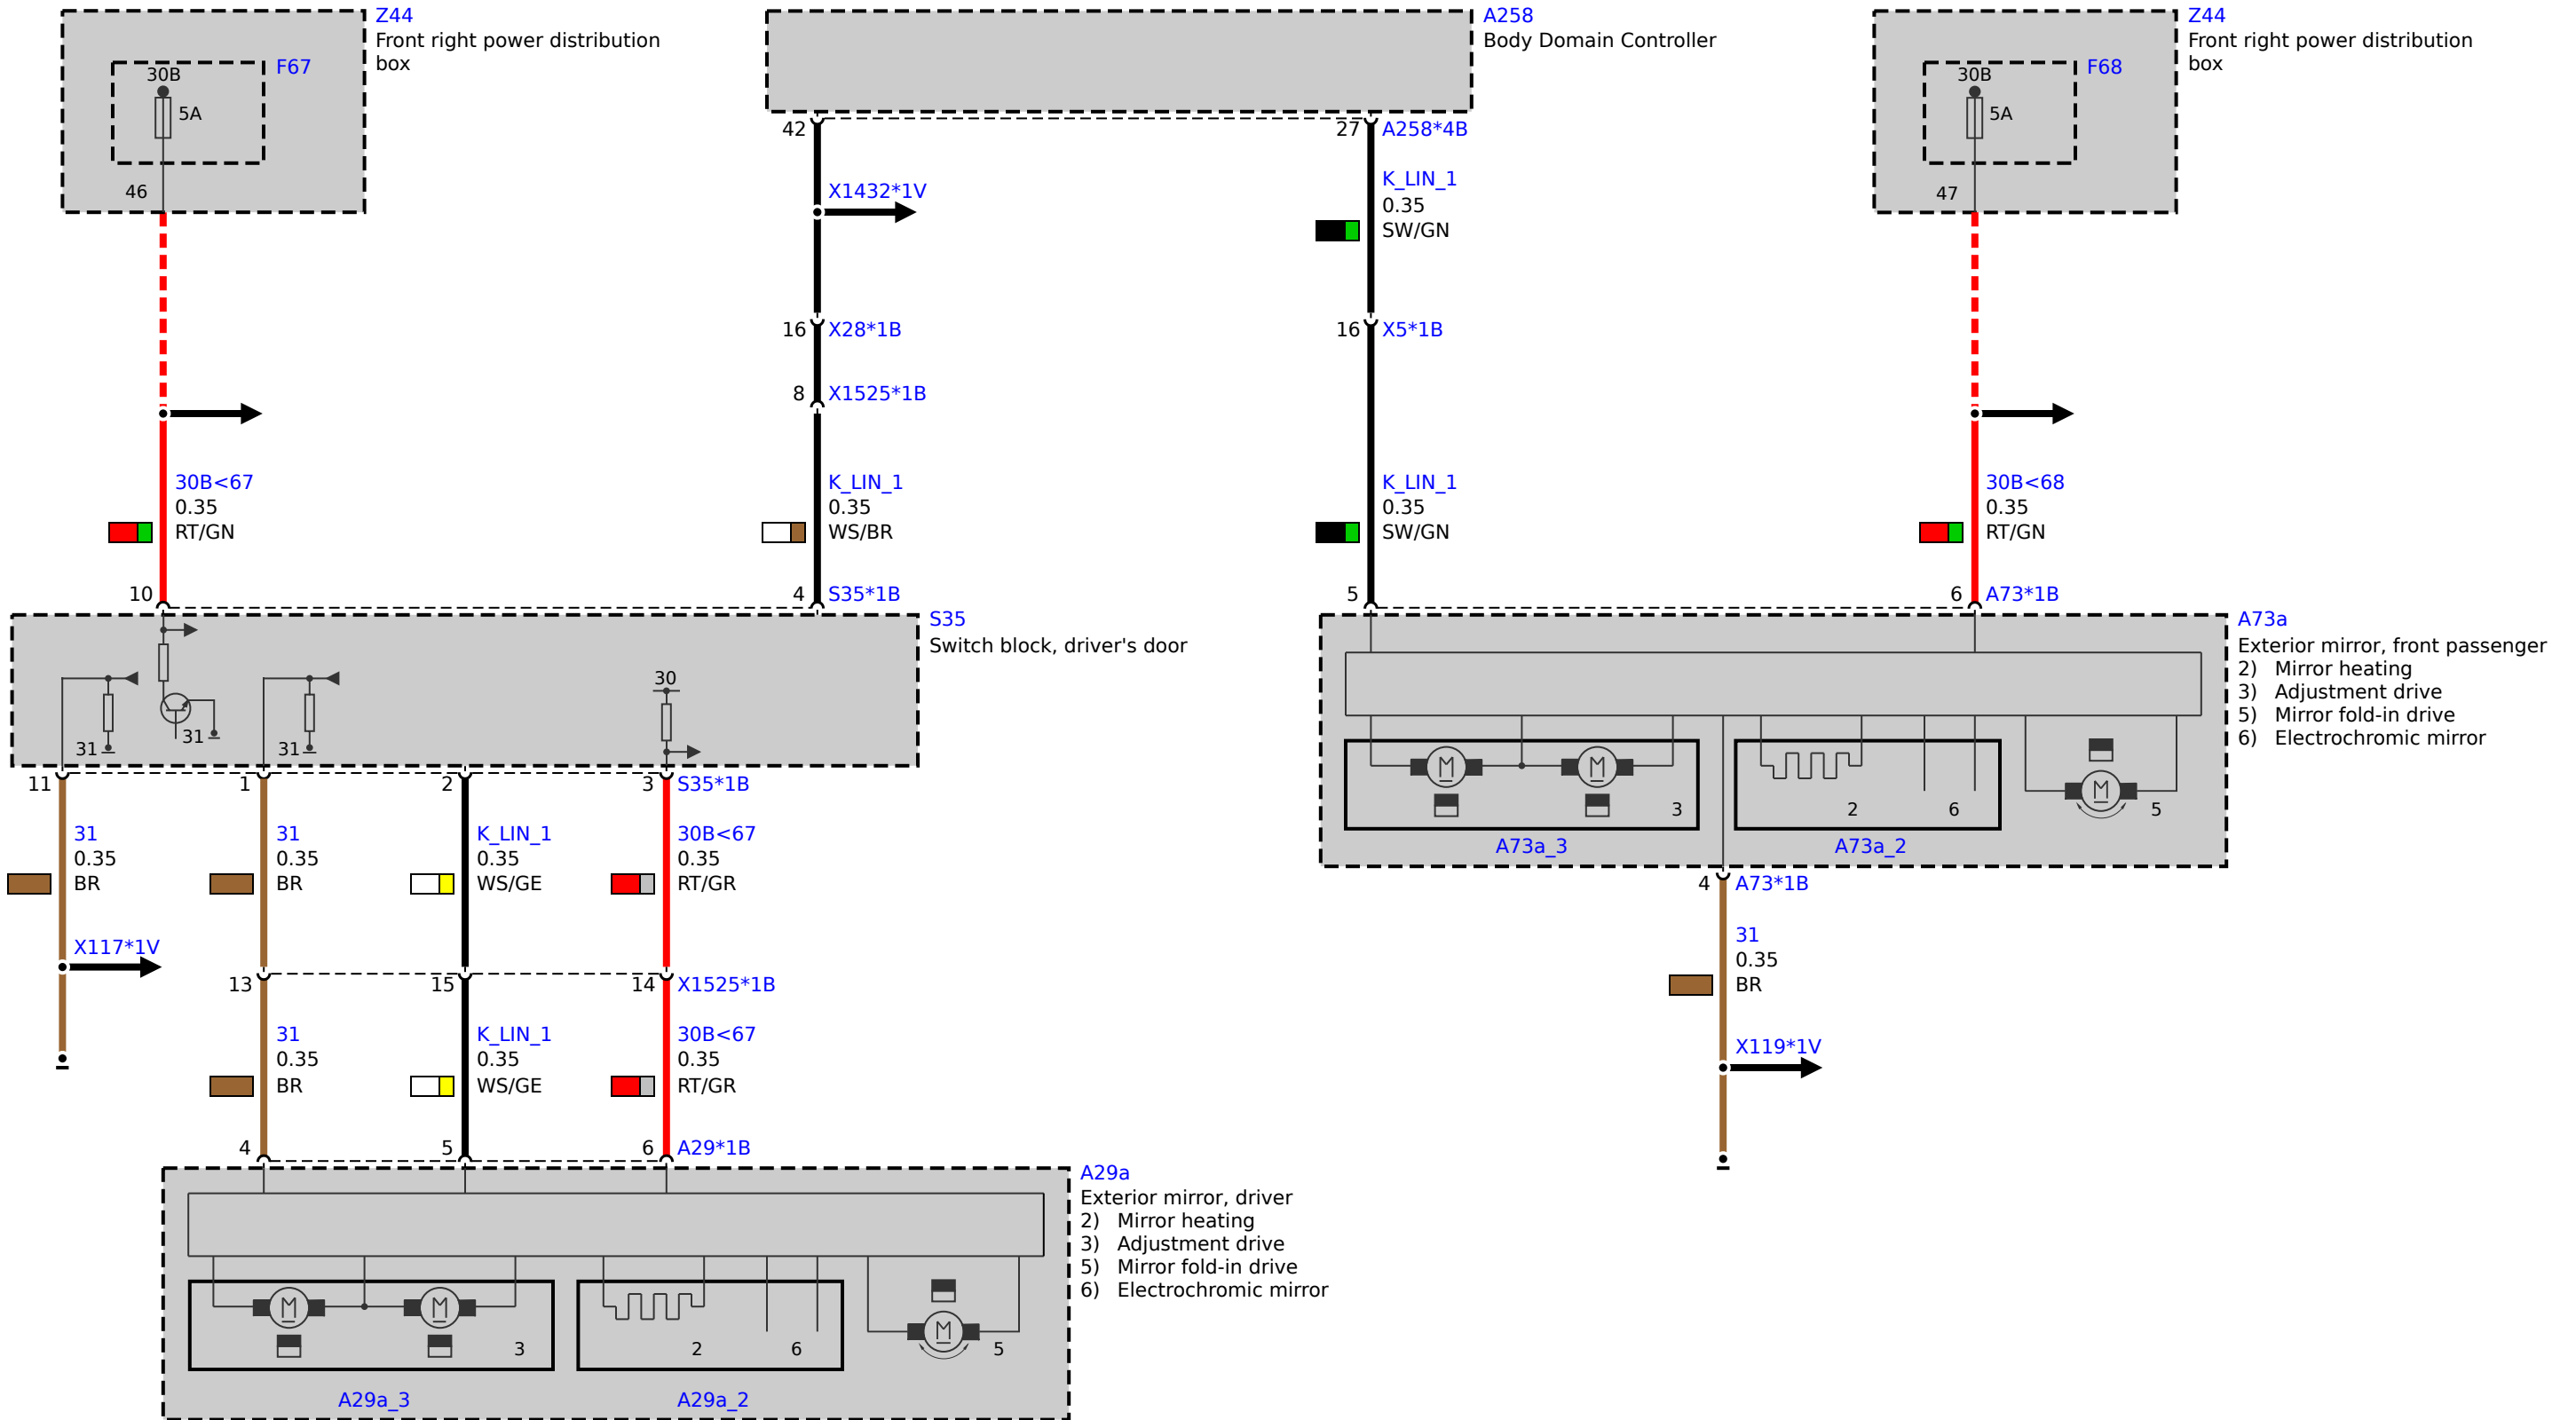 Z44
Front right power distribution
box
F67
30B
5A
46
A258
Body Domain Controller
Z44
Front right power distribution
box
F68
30B
5A
47
42
27
A258*4B
X1432*1V
K_LIN_1
0.35
SW/GN
16
X28*1B
16
X5*1B
8
X1525*1B
30B<67
0.35
RT/GN
K_LIN_1
0.35
WS/BR
K_LIN_1
0.35
SW/GN
30B<68
0.35
RT/GN
10
4
S35*1B
5
6
A73*1B
S35
Switch block, driver's door
31
31
31
30
A73a
Exterior mirror, front passenger
2) Mirror heating
3) Adjustment drive
5) Mirror fold-in drive
6) Electrochromic mirror
M
M
3
2
6
M
5
A73a_3
A73a_2
11
1
2
3
S35*1B
31
0.35
BR
31
0.35
BR
K_LIN_1
0.35
WS/GE
30B<67
0.35
RT/GR
4
A73*1B
31
0.35
BR
X117*1V
13
15
14
X1525*1B
X119*1V
31
0.35
BR
K_LIN_1
0.35
WS/GE
30B<67
0.35
RT/GR
4
5
6
A29*1B
A29a
Exterior mirror, driver
2) Mirror heating
3) Adjustment drive
5) Mirror fold-in drive
6) Electrochromic mirror
M
M
3
2
6
M
5
A29a_3
A29a_2